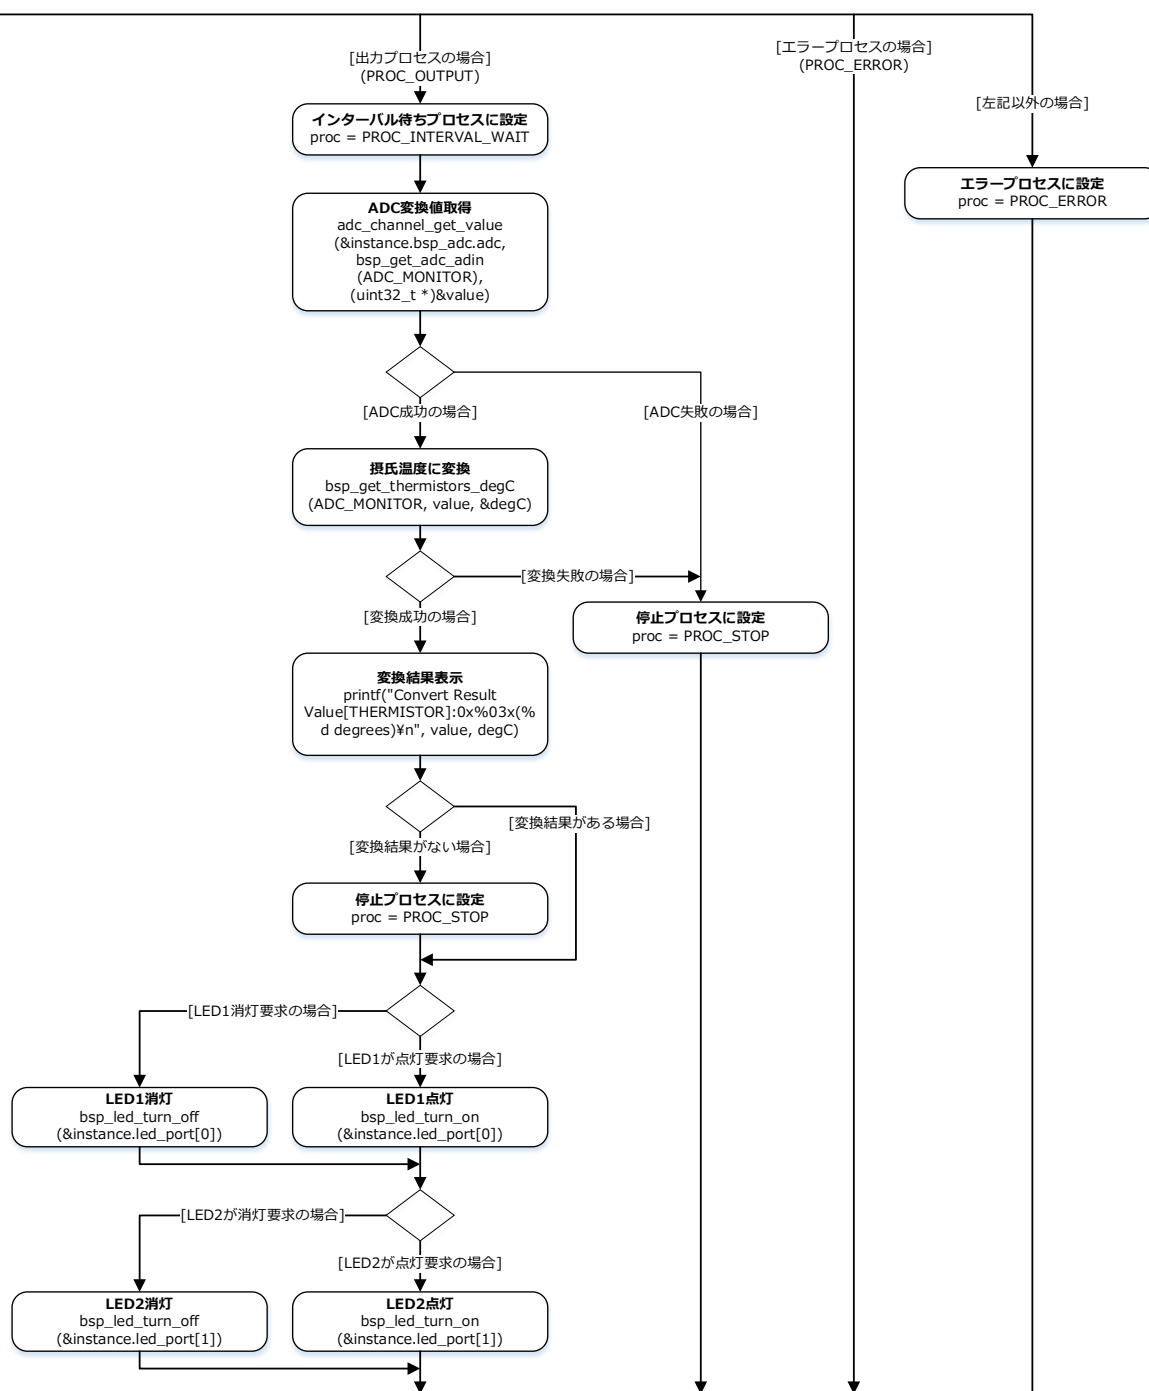 [出力プロセスの場合]
(PROC_OUTPUT)
[エラープロセスの場合]
(PROC_ERROR)
[左記以外の場合]
インターバル待ちプロセスに設定
proc = PROC_INTERVAL_WAIT
エラープロセスに設定
proc = PROC_ERROR
ADC変換値取得
adc_channel_get_value
(&instance.bsp_adc.adc,
bsp_get_adc_adin
(ADC_MONITOR),
(uint32_t *)&value)
[ADC成功の場合]
[ADC失敗の場合]
摂氏温度に変換
bsp_get_thermistors_degC
(ADC_MONITOR, value, &degC)
[変換失敗の場合]
[変換成功の場合]
停止プロセスに設定
proc = PROC_STOP
変換結果表示
printf("Convert Result
Value[THERMISTOR]:0x%03x(%
d degrees)¥n", value, degC)
[変換結果がある場合]
[変換結果がない場合]
停止プロセスに設定
proc = PROC_STOP
[LED1消灯要求の場合]
[LED1が点灯要求の場合]
LED1消灯
bsp_led_turn_off
(&instance.led_port[0])
LED1点灯
bsp_led_turn_on
(&instance.led_port[0])
[LED2が消灯要求の場合]
[LED2が点灯要求の場合]
LED2消灯
bsp_led_turn_off
(&instance.led_port[1])
LED2点灯
bsp_led_turn_on
(&instance.led_port[1])